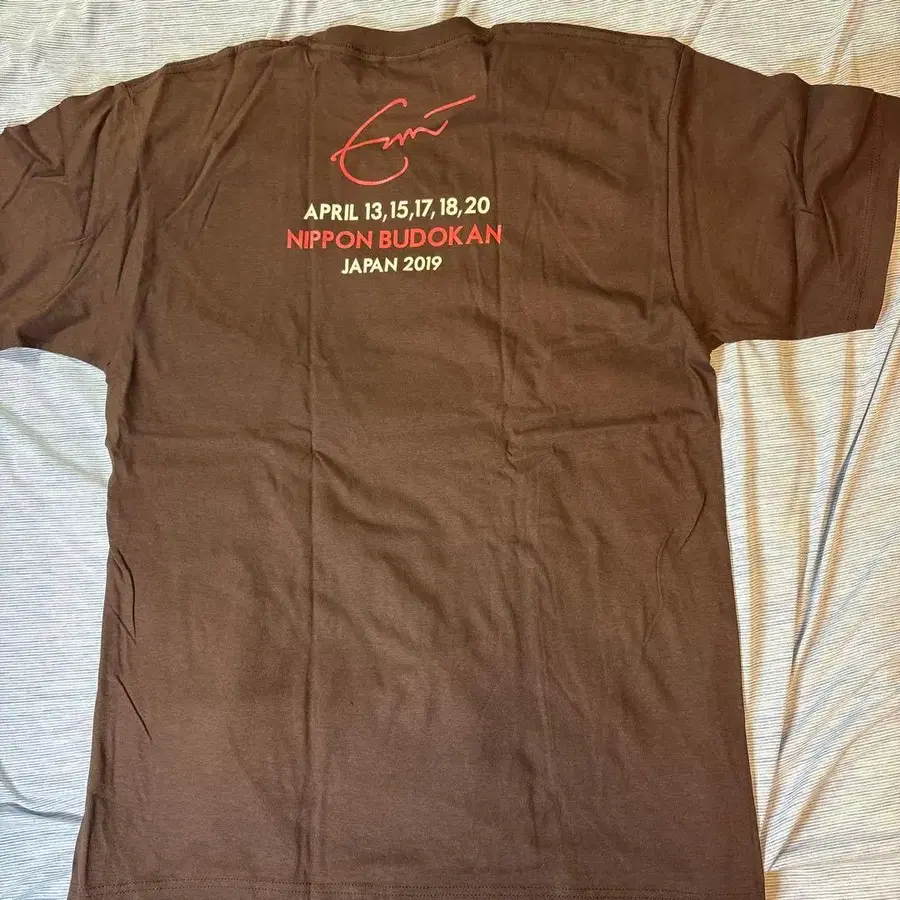 APRIL 13,15,17,18,20
NIPPON BUDOKAN
JAPAN 2019